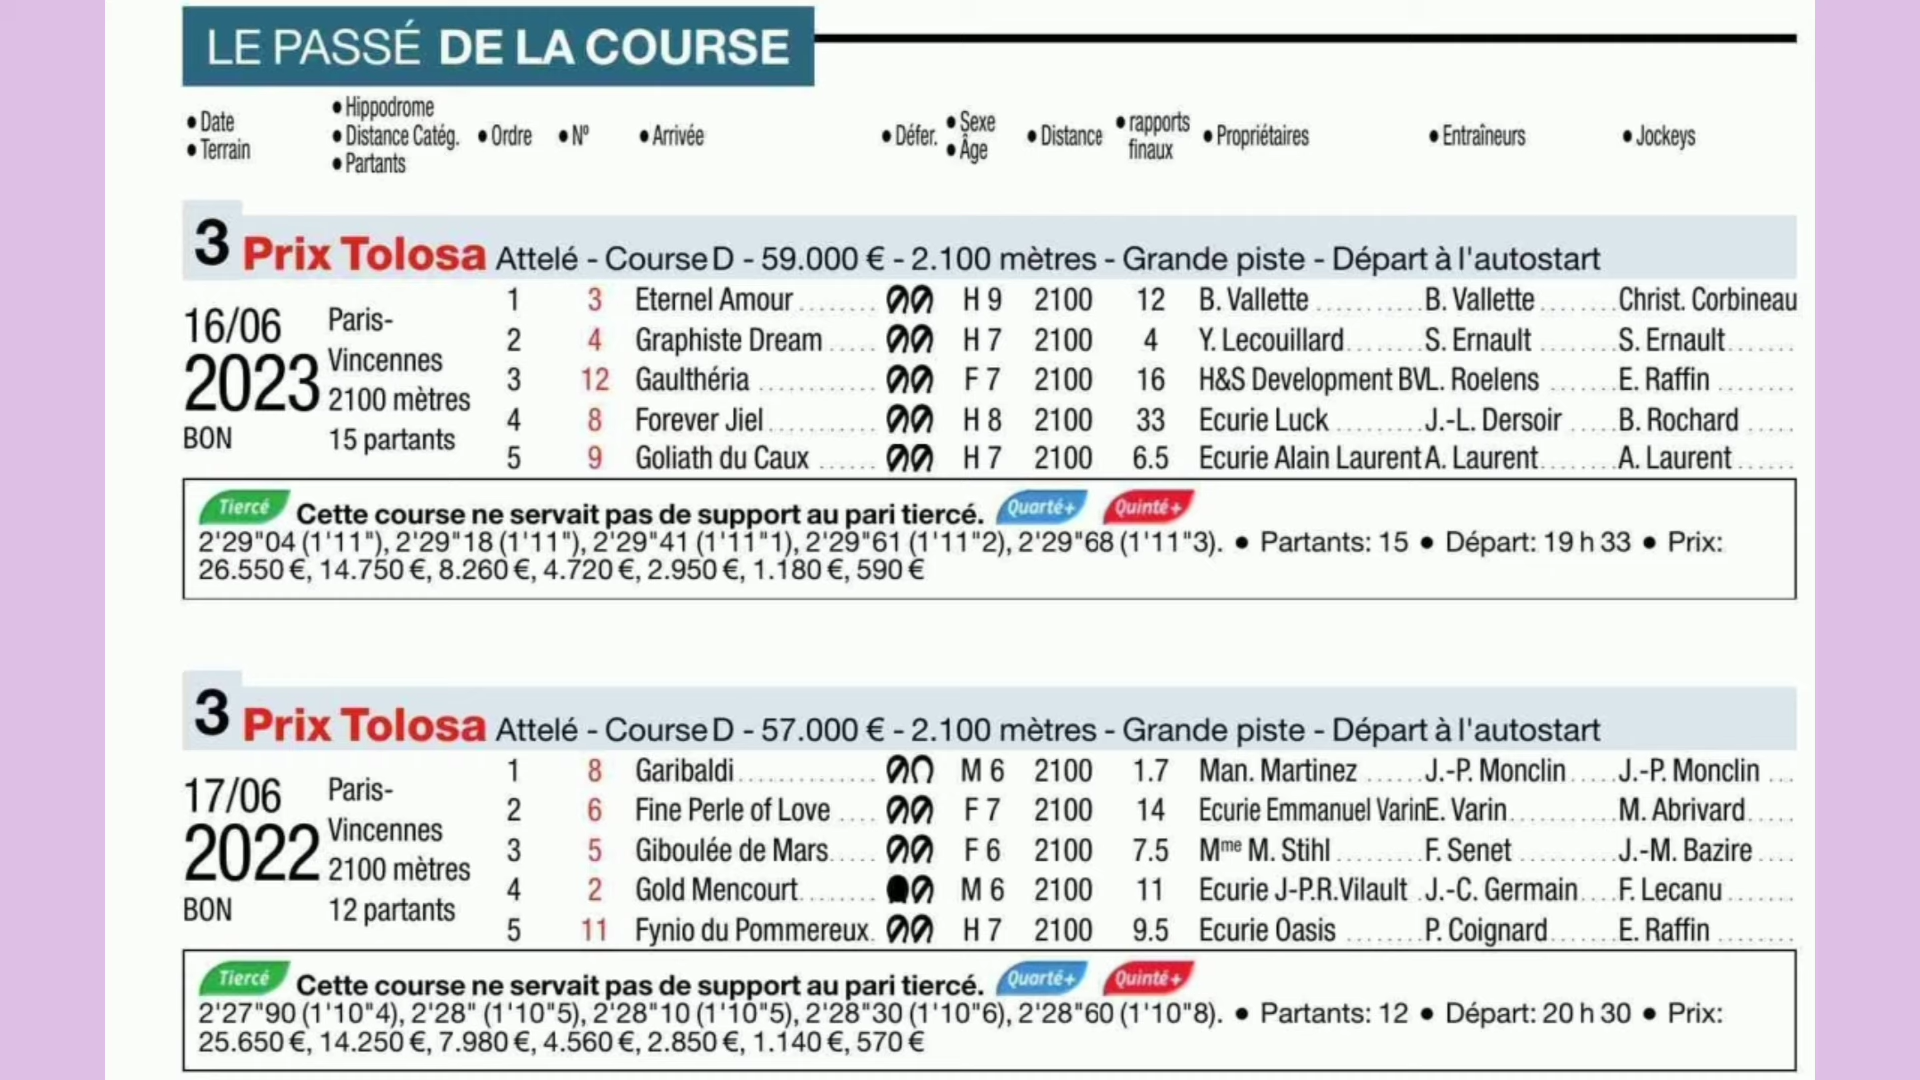 LE PASSÉ DE LA COURSE
• Date
• Terrain
• Hippodrome
• Distance Catég.
• Partants
• Ordre
• Nº
• Arrivée
• Défer.
• Sexe
• Âge
• Distance
• rapports finaux
• Propriétaires
• Entraîneurs
• Jockeys
3 Prix Tolosa Attelé - Course D - 59.000 € - 2.100 mètres - Grande piste - Départ à l'autostart
16/06
2023
BON
Paris-
Vincennes
2100 mètres
15 partants
1 3 Eternel Amour H 9 2100 12 B. Vallette B. Vallette Christ. Corbineau
2 4 Graphiste Dream H 7 2100 4 Y. Lecouillard S. Ernault S. Ernault
3 12 Gaulthéria F 7 2100 16 H&S Development BV L. Roelens E. Raffin
4 8 Forever Jiel H 8 2100 33 Ecurie Luck J.-L. Dersoir B. Rochard
5 9 Goliath du Caux H 7 2100 6.5 Ecurie Alain Laurent A. Laurent A. Laurent
Tiercé Cette course ne servait pas de support au pari tiercé. Quarté+ Quinté+
2'29"04 (1'11"), 2'29"18 (1'11"), 2'29"41 (1'11"1), 2'29"61 (1'11"2), 2'29"68 (1'11"3). • Partants: 15 • Départ: 19 h 33 • Prix:
26.550 €, 14.750 €, 8.260 €, 4.720 €, 2.950 €, 1.180 €, 590 €
3 Prix Tolosa Attelé - Course D - 57.000 € - 2.100 mètres - Grande piste - Départ à l'autostart
17/06
2022
BON
Paris-
Vincennes
2100 mètres
12 partants
1 8 Garibaldi M 6 2100 1.7 Man. Martinez J.-P. Monclin J.-P. Monclin
2 6 Fine Perle of Love F 7 2100 14 Ecurie Emmanuel Varin E. Varin M. Abrivard
3 5 Giboulée de Mars F 6 2100 7.5 Mme M. Stihl F. Senet J.-M. Bazire
4 2 Gold Mencourt M 6 2100 11 Ecurie J-P.R.Vilault J.-C. Germain F. Lecanu
5 11 Fynio du Pommereux H 7 2100 9.5 Ecurie Oasis P. Coignard E. Raffin
Tiercé Cette course ne servait pas de support au pari tiercé. Quarté+ Quinté+
2'27"90 (1'10"4), 2'28" (1'10"5), 2'28"10 (1'10"5), 2'28"30 (1'10"6), 2'28"60 (1'10"8). • Partants: 12 • Départ: 20 h 30 • Prix:
25.650 €, 14.250 €, 7.980 €, 4.560 €, 2.850 €, 1.140 €, 570 €